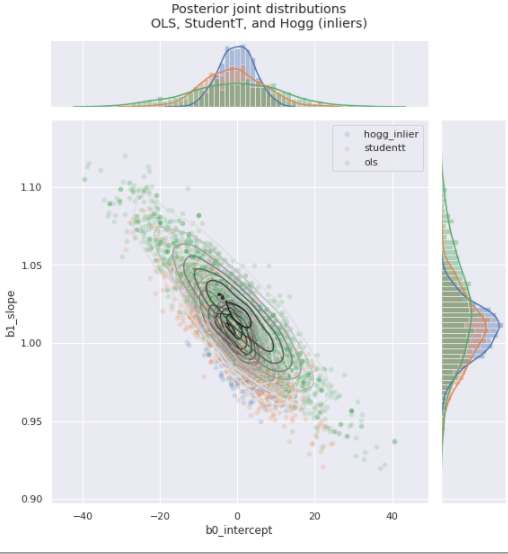 Posterior joint distributions
OLS, StudentT, and Hogg (inliers)
hogg_inlier
studentt
ols
b1_slope
1.10
1.05
1.00
0.95
0.90
−40
−20
0
20
40
b0_intercept